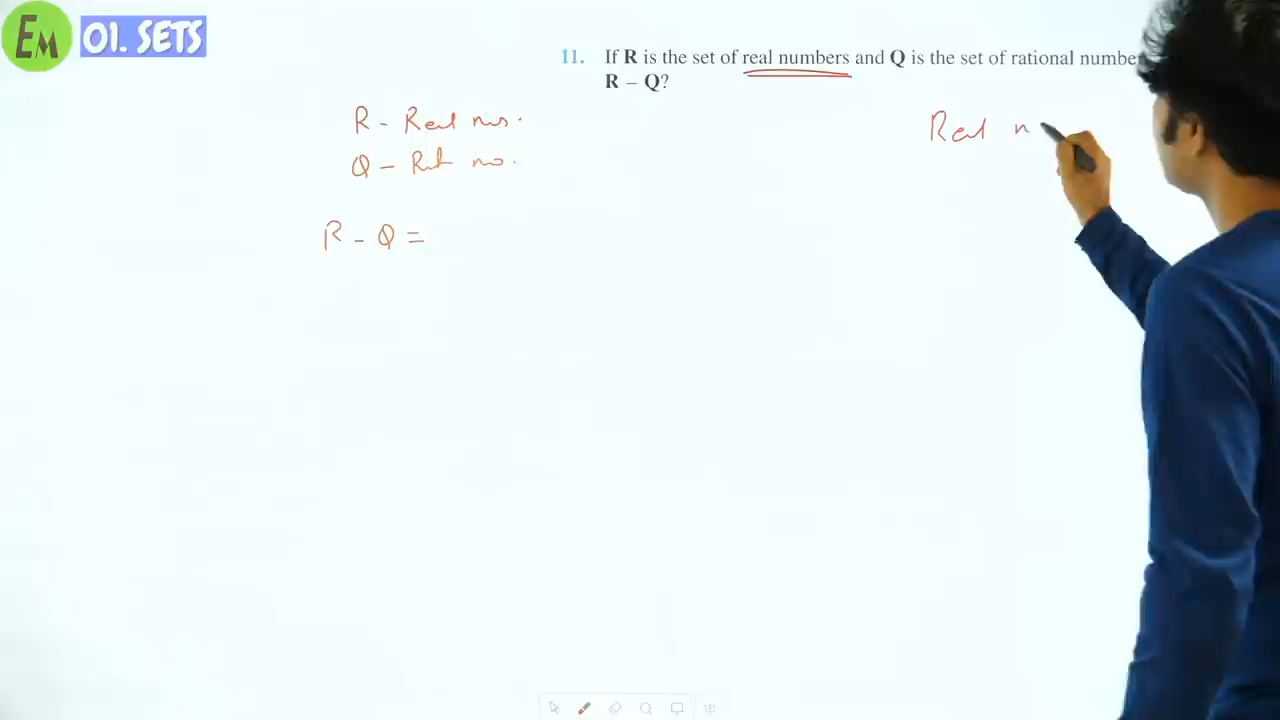 EM 01. SETS
11. If R is the set of real numbers and Q is the set of rational
R – Q?
R - Real nos.
Q - Rat no.
R - Q =
Real n